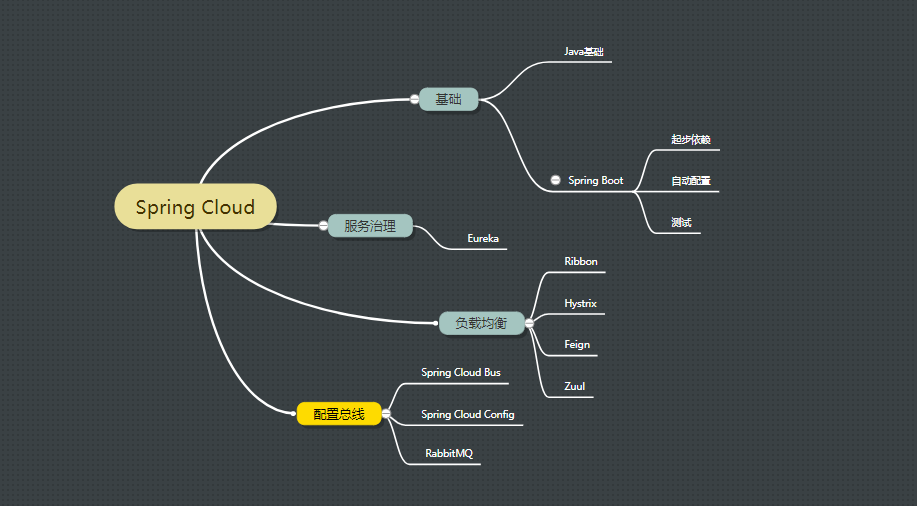 Spring Cloud
基础
Java基础
Spring Boot
起步依赖
自动配置
测试
服务治理
Eureka
负载均衡
Ribbon
Hystrix
Feign
Zuul
配置总线
Spring Cloud Bus
Spring Cloud Config
RabbitMQ